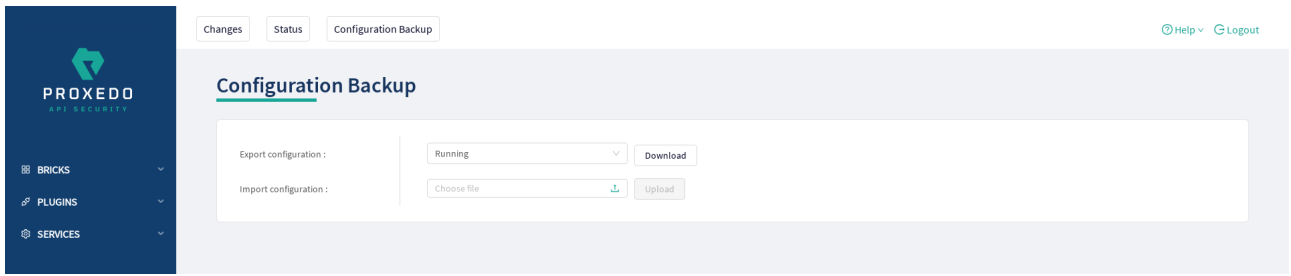 Changes Status Configuration Backup Help Logout
PROXEDO
API SECURITY
Configuration Backup
Export configuration : Running Download
BRICKS
Import configuration : Choose file Upload
PLUGINS
SERVICES